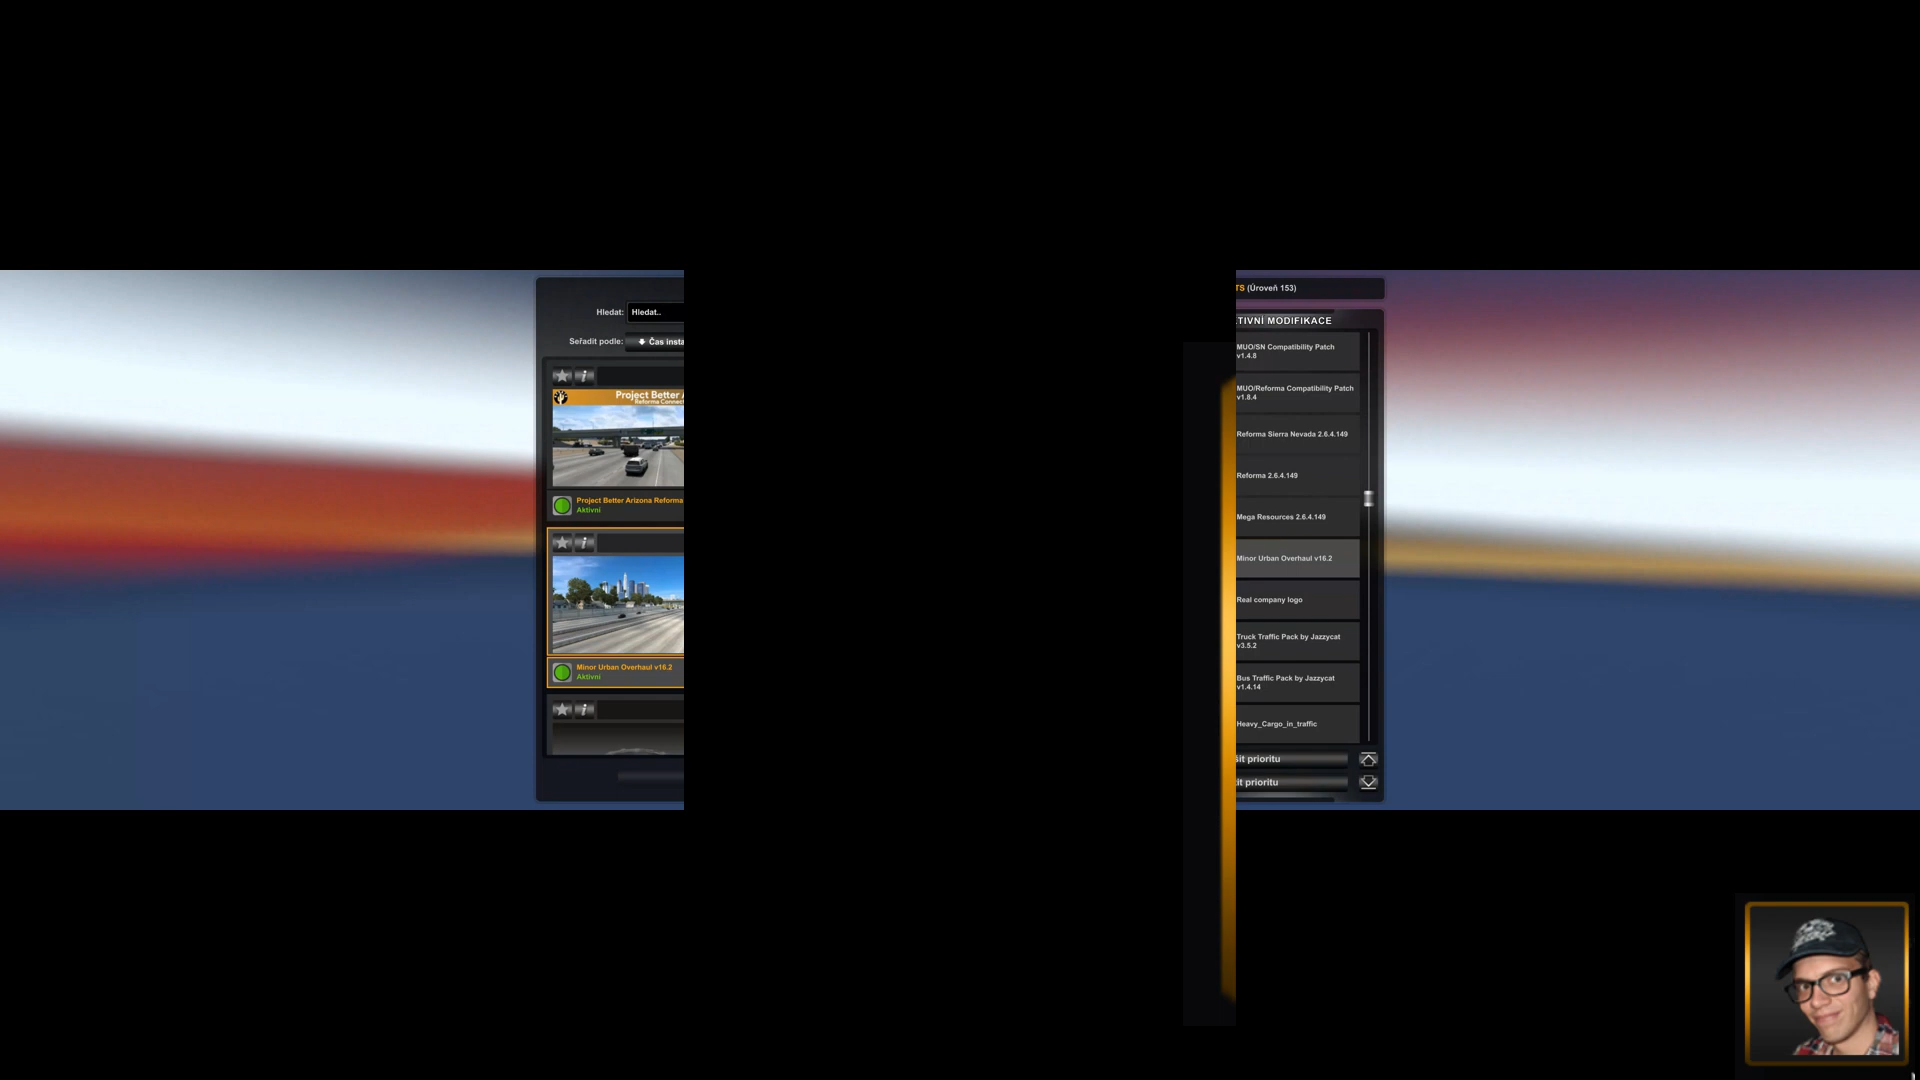 Hledat: Hledat..
Seřadit podle:
Project Better
Project Better Arizona Reforma
Aktivní
Minor Urban Overhaul v16.2
Aktivní
TS (Úroveň 153)
TIVNÍ MODIFIKACE
MUO/SN Compatibility Patch
v1.4.8
MUO/Reforma Compatibility Patch
v1.8.4
Reforma Sierra Nevada 2.6.4.149
Reforma 2.6.4.149
Mega Resources 2.6.4.149
Minor Urban Overhaul v16.2
Real company logo
Truck Traffic Pack by Jazzycat
v3.5.2
Bus Traffic Pack by Jazzycat
v1.4.14
Heavy_Cargo_in_traffic
šit prioritu
it prioritu